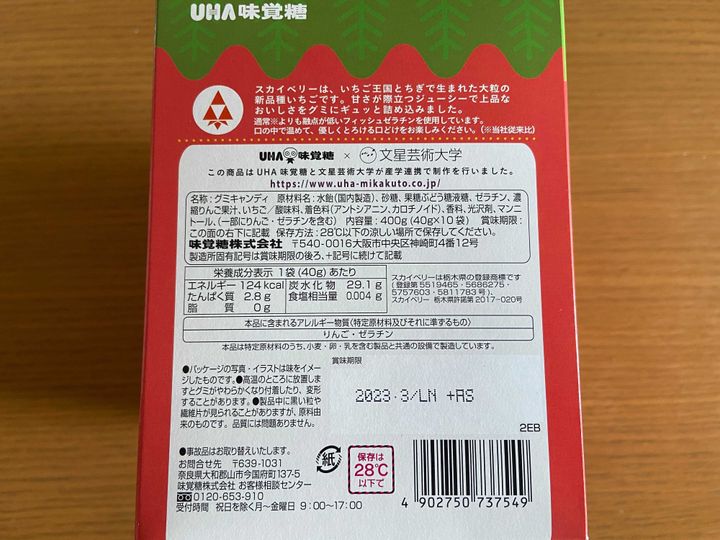 UHA味覚糖
スカイベリーは、いちご王国とちぎで生まれた大粒の
新品種いちごです。甘さが際立つジューシーで上品な
おいしさをグミにギュッと詰め込みました。
通常※よりも融点が低いフィッシュゼラチンを使用しています。
口の中で温めて、優しくとろける口どけをお楽しみください。（※当社従来比）
UHA味覚糖 × 文星芸術大学
この商品はUHA味覚糖と文星芸術大学が産学連携で制作を行いました。
https://www.uha-mikakuto.co.jp/
名称:グミキャンディ 原材料名:水飴(国内製造)、砂糖、果糖ぶどう糖液糖、ゼラチン、濃
縮りんご果汁、いちご／酸味料、着色料(アントシアニン、カロチノイド)、香料、光沢剤、マンニ
トール、(一部にりんご・ゼラチンを含む) 内容量:400g(40g×10袋) 賞味期限:
この面の右下に記載 保存方法:28℃以下の涼しい場所で保存してください。
味覚糖株式会社 〒540-0016大阪市中央区神崎町4番12号
製造所固有記号は賞味期限の後ろ、+記号に続けて記載
栄養成分表示 1袋(40g)あたり
エネルギー 124kcal 炭水化物 29.1g
たんぱく質 2.8g 食塩相当量 0.004g
脂質 0g
スカイベリーは栃木県の登録商標です
(登録第5519465・5686275・
5757603・5811783号)
スカイベリー 栃木県許諾第2017-020号
本品に含まれるアレルギー物質(特定原材料及びそれに準ずるもの)
りんご・ゼラチン
本品は特定原材料のうち、小麦・卵・乳を含む製品と共通の設備で製造しています。
●パッケージの写真・イラストは味をイメー
ジしたものです。●高温のところに放置しま
すとグミがやわらかくなり付着したり、変形
することがあります。●製品中に黒い粒や
繊維片が見られることがありますが、原料由
来のものです。品質には問題ありません。
賞味期限
2023.3/LN +AS
2EB
●事故品はお取り替えいたします。
お問合せ先 〒639-1031
奈良県大和郡山市今国府町137-5
味覚糖株式会社 お客様相談センター
0120-653-910
受付時間 祝日を除く月～金曜日 9:00～17:00
紙
保存は
28℃
以下で
4 902750 737549